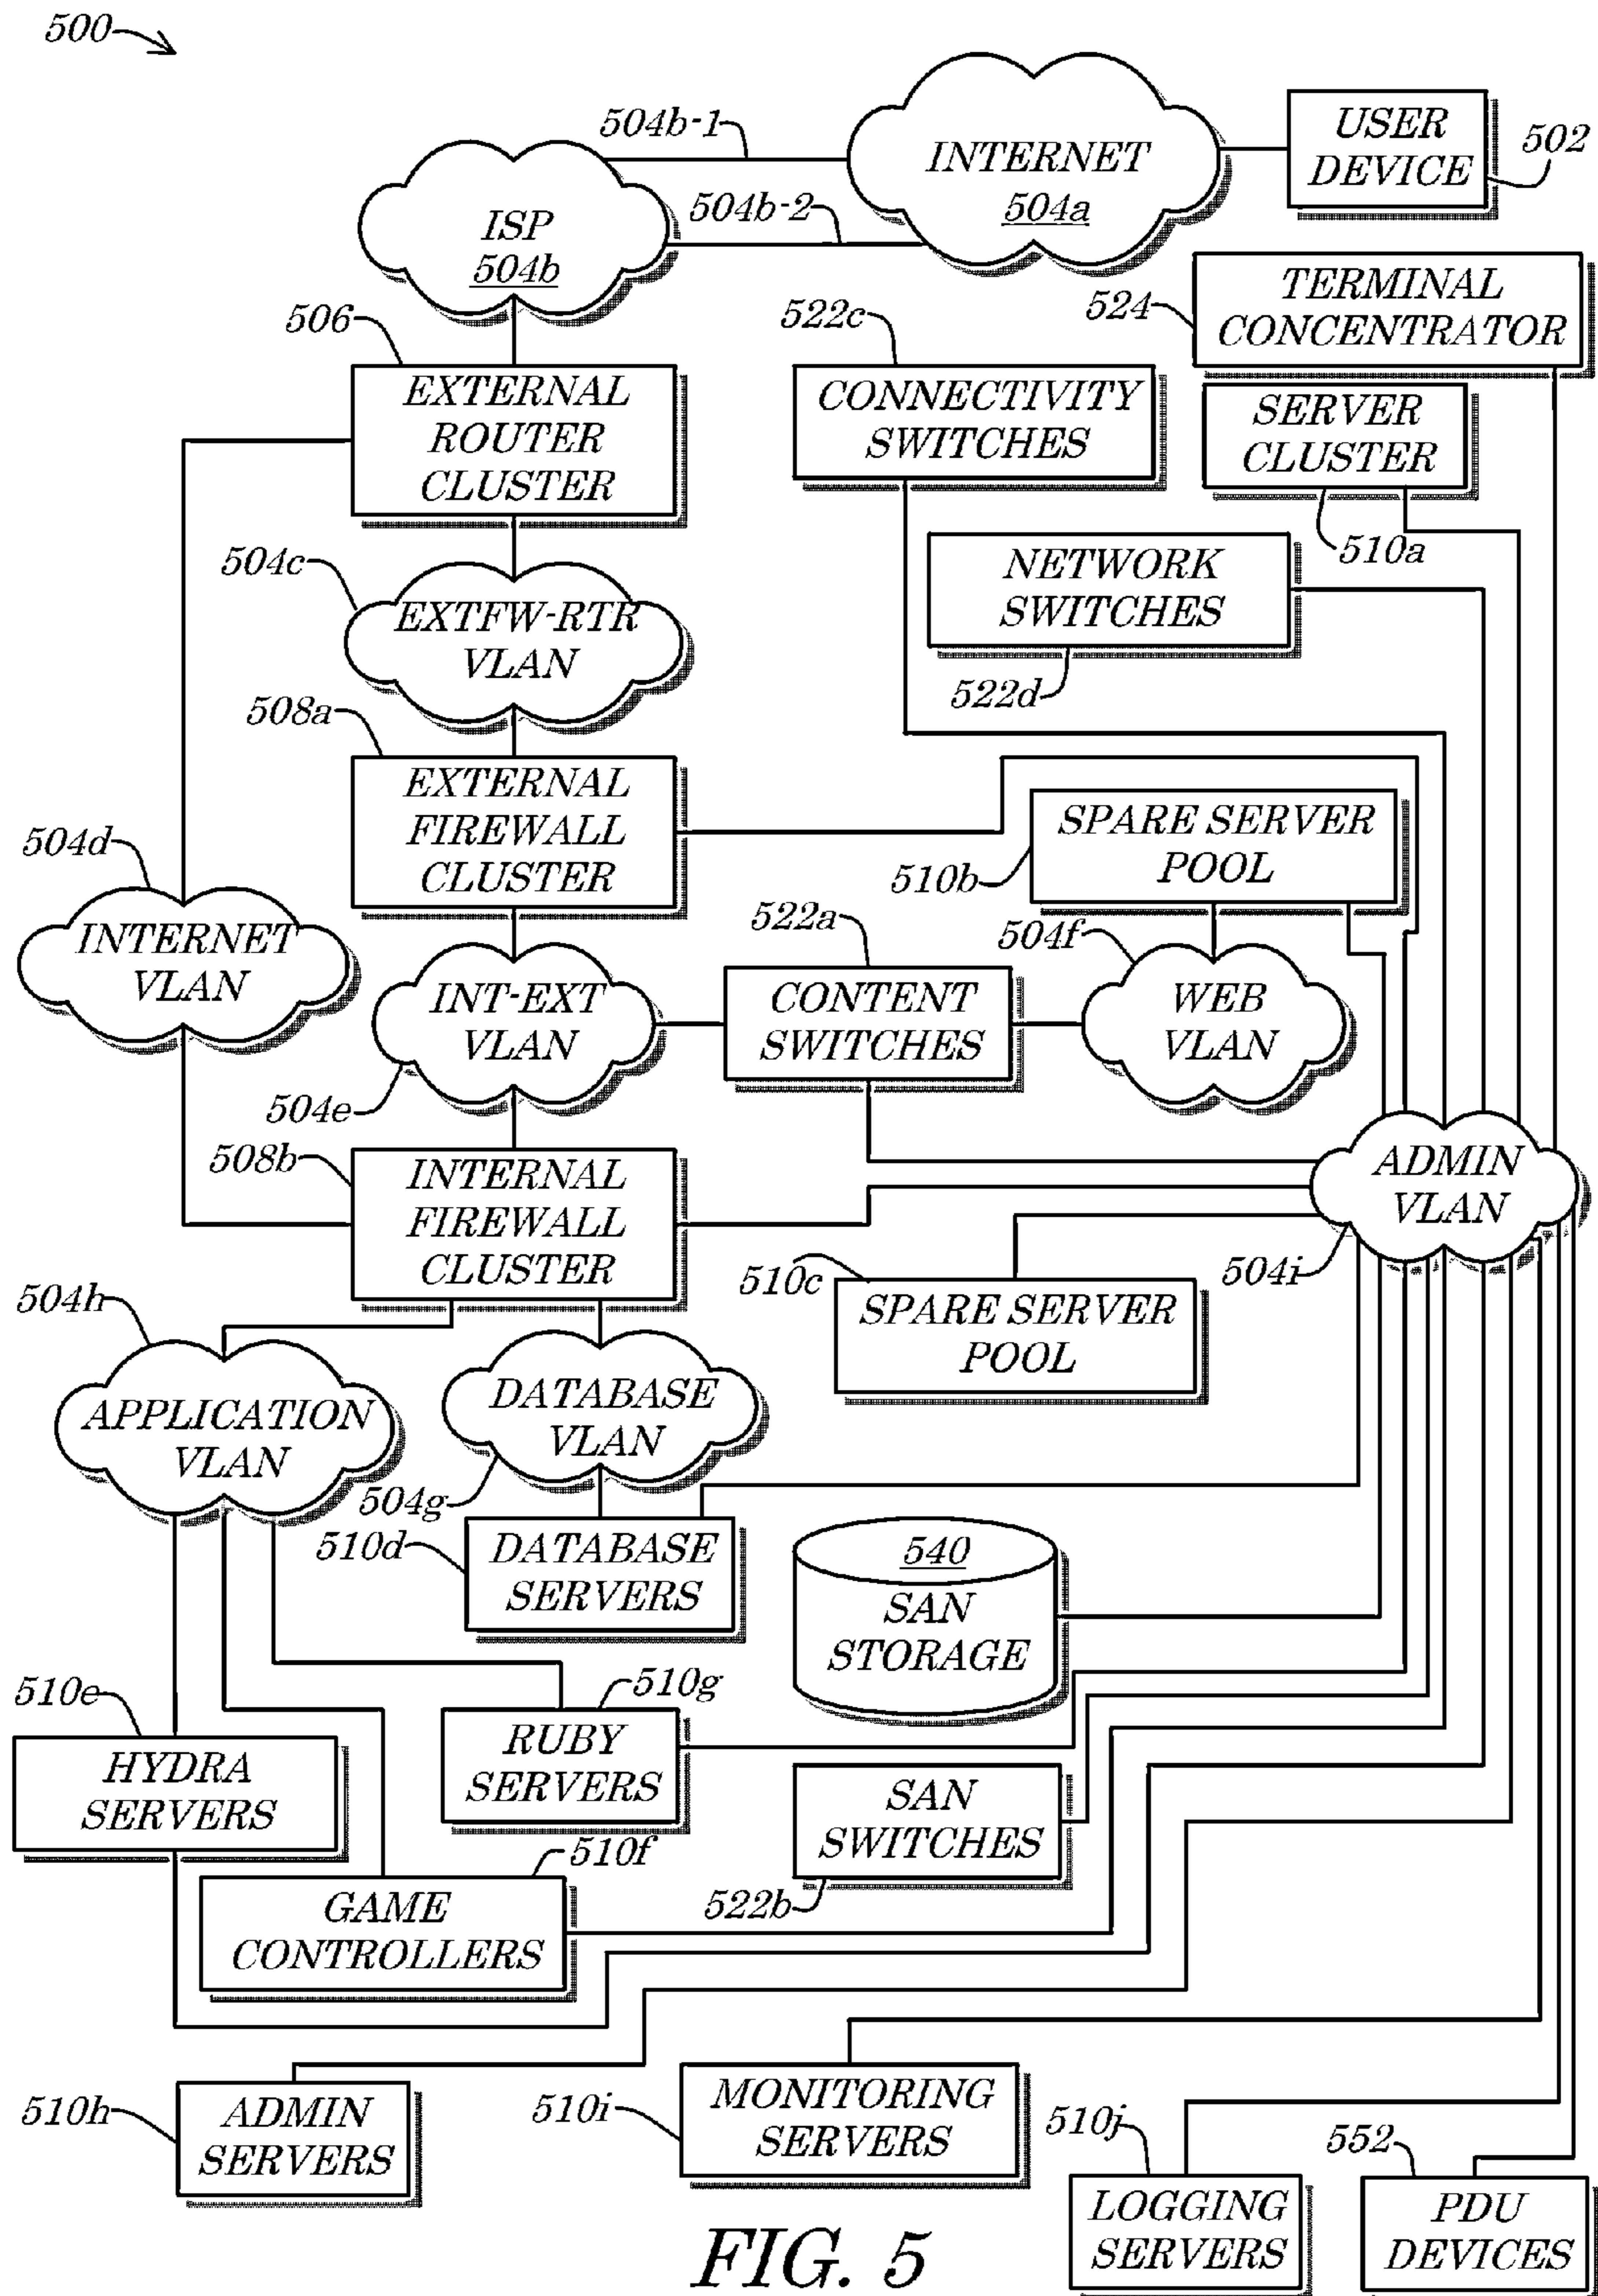 500
504b-1
INTERNET
504a
USER
DEVICE
502
ISP
504b
504b-2
506
522c
524
TERMINAL
CONCENTRATOR
EXTERNAL
ROUTER
CLUSTER
CONNECTIVITY
SWITCHES
SERVER
CLUSTER
510a
504c
EXTFW-RTR
VLAN
NETWORK
SWITCHES
522d
508a
EXTERNAL
FIREWALL
CLUSTER
SPARE SERVER
POOL
510b
504d
INTERNET
VLAN
522a
504f
INT-EXT
VLAN
504e
CONTENT
SWITCHES
WEB
VLAN
508b
INTERNAL
FIREWALL
CLUSTER
ADMIN
VLAN
504i
510c
SPARE SERVER
POOL
504h
APPLICATION
VLAN
DATABASE
VLAN
504g
510d
DATABASE
SERVERS
540
SAN
STORAGE
510e
HYDRA
SERVERS
510g
RUBY
SERVERS
SAN
SWITCHES
522b
510f
GAME
CONTROLLERS
510h
ADMIN
SERVERS
510i
MONITORING
SERVERS
510j
LOGGING
SERVERS
552
PDU
DEVICES
FIG. 5